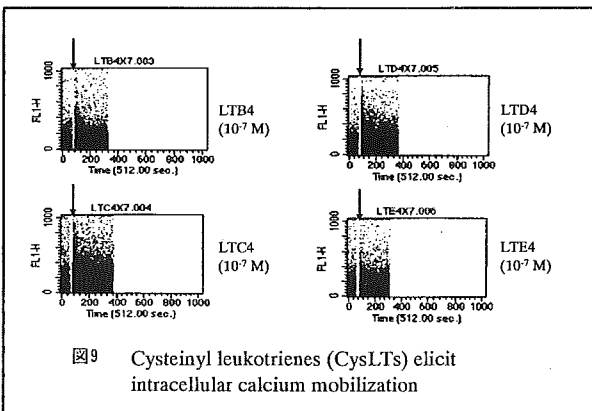 LTB4X7.003
1000
FL1-H
0
0 200 400 600 800 1000
Time (512.00 sec.)
LTB4
(10-7 M)
LTD4X7.005
1000
FL1-H
0
0 200 400 600 800 1000
Time (512.00 sec.)
LTD4
(10-7 M)
LTC4X7.004
1000
FL1-H
0
0 200 400 600 800 1000
Time (512.00 sec.)
LTC4
(10-7 M)
LTE4X7.006
1000
FL1-H
0
0 200 400 600 800 1000
Time (512.00 sec.)
LTE4
(10-7 M)
図9 Cysteinyl leukotrienes (CysLTs) elicit
intracellular calcium mobilization